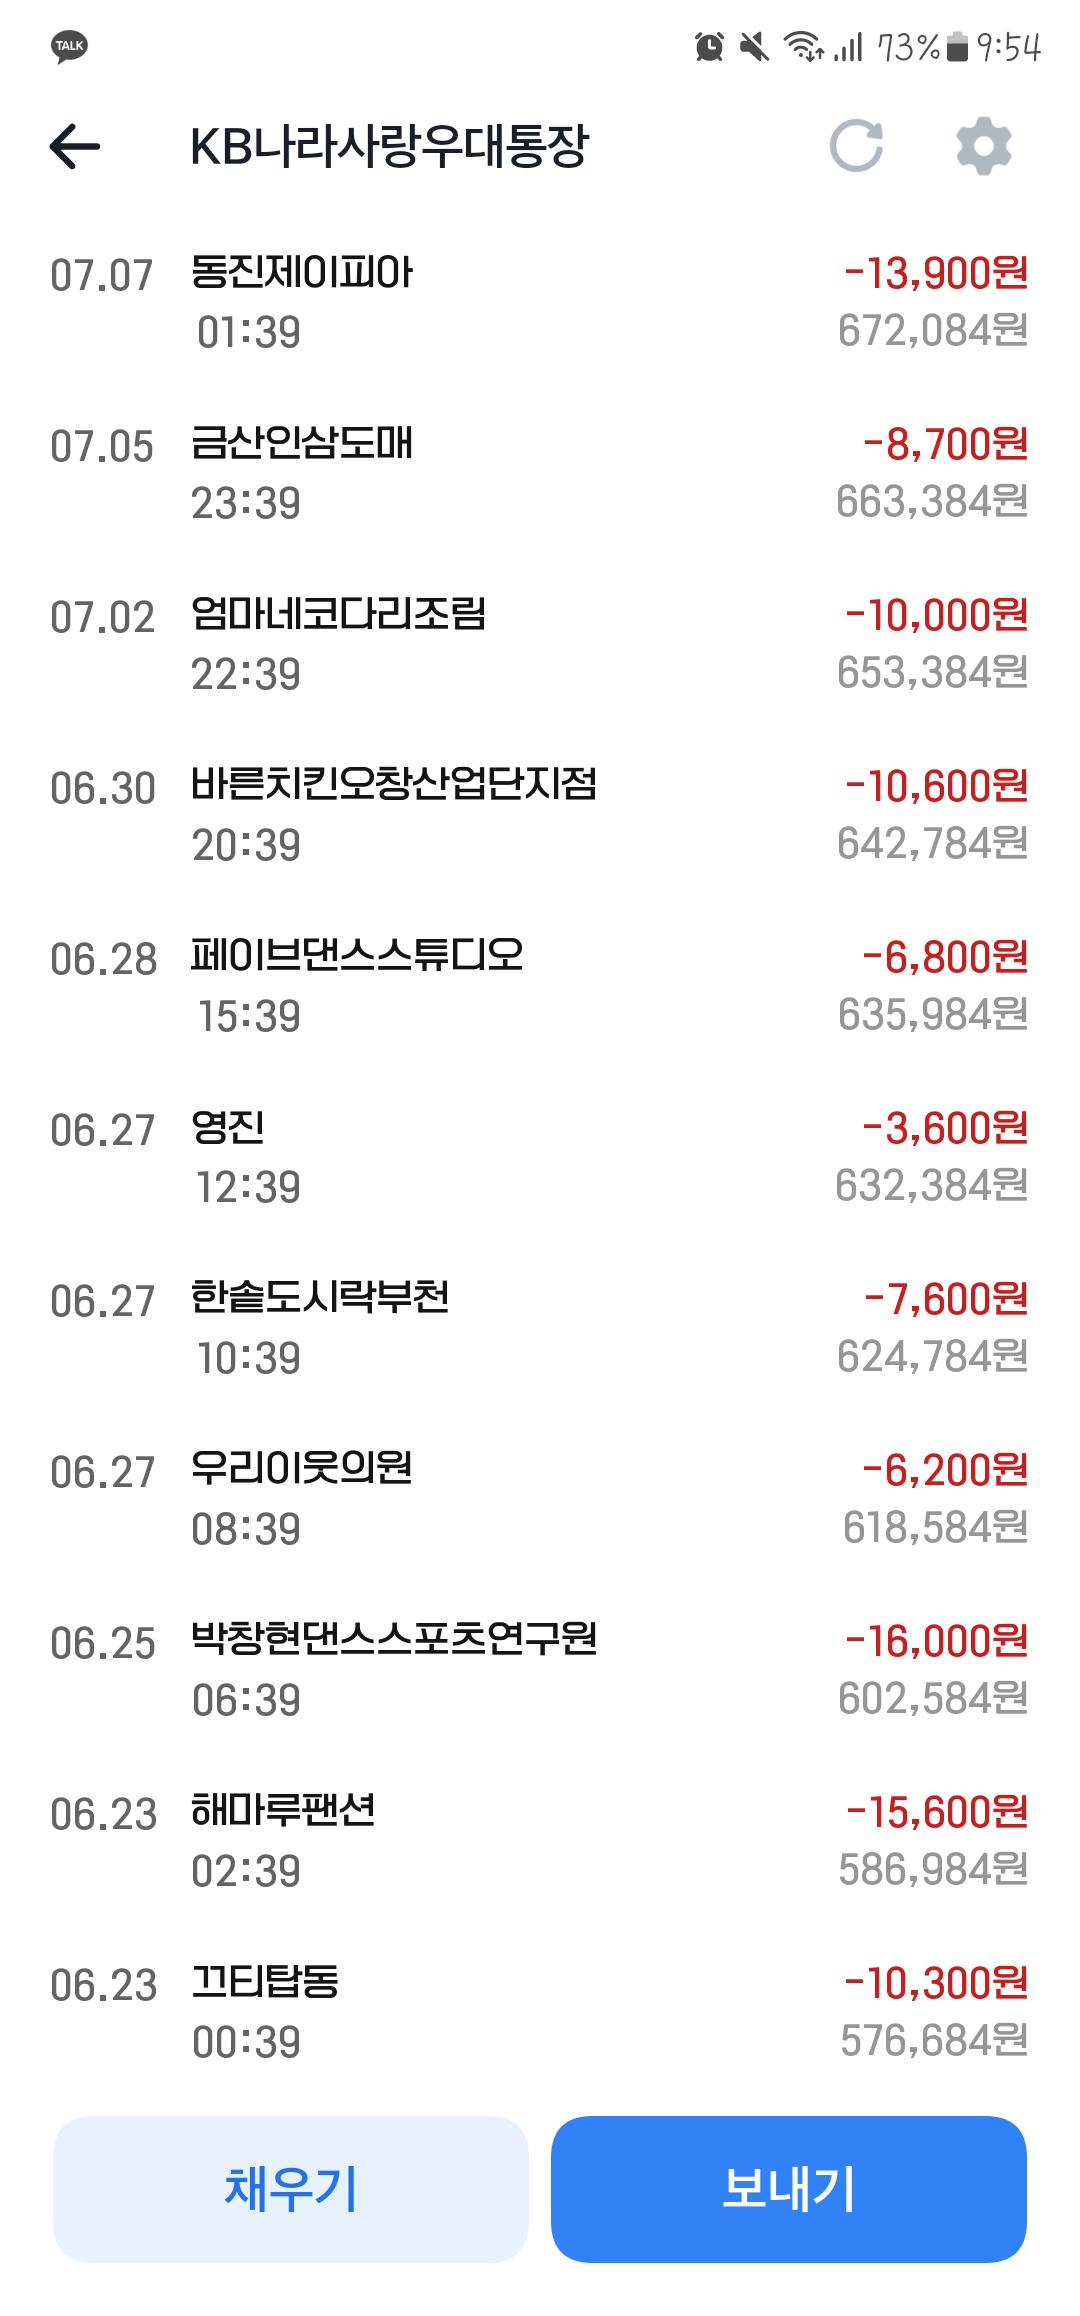 TALK 73% 9:54
KB나라사랑우대통장
07.07 동진제이피아 -13,900원
01:39 672,084원
07.05 금산인삼도매 -8,700원
23:39 663,384원
07.02 엄마네코다리조림 -10,000원
22:39 653,384원
06.30 바른치킨오창산업단지점 -10,600원
20:39 642,784원
06.28 페이브댄스스튜디오 -6,800원
15:39 635,984원
06.27 영진 -3,600원
12:39 632,384원
06.27 한솥도시락부천 -7,600원
10:39 624,784원
06.27 우리이웃의원 -6,200원
08:39 618,584원
06.25 박창현댄스스포츠연구원 -16,000원
06:39 602,584원
06.23 해마루팬션 -15,600원
02:39 586,984원
06.23 끄티탑동 -10,300원
00:39 576,684원
채우기 보내기